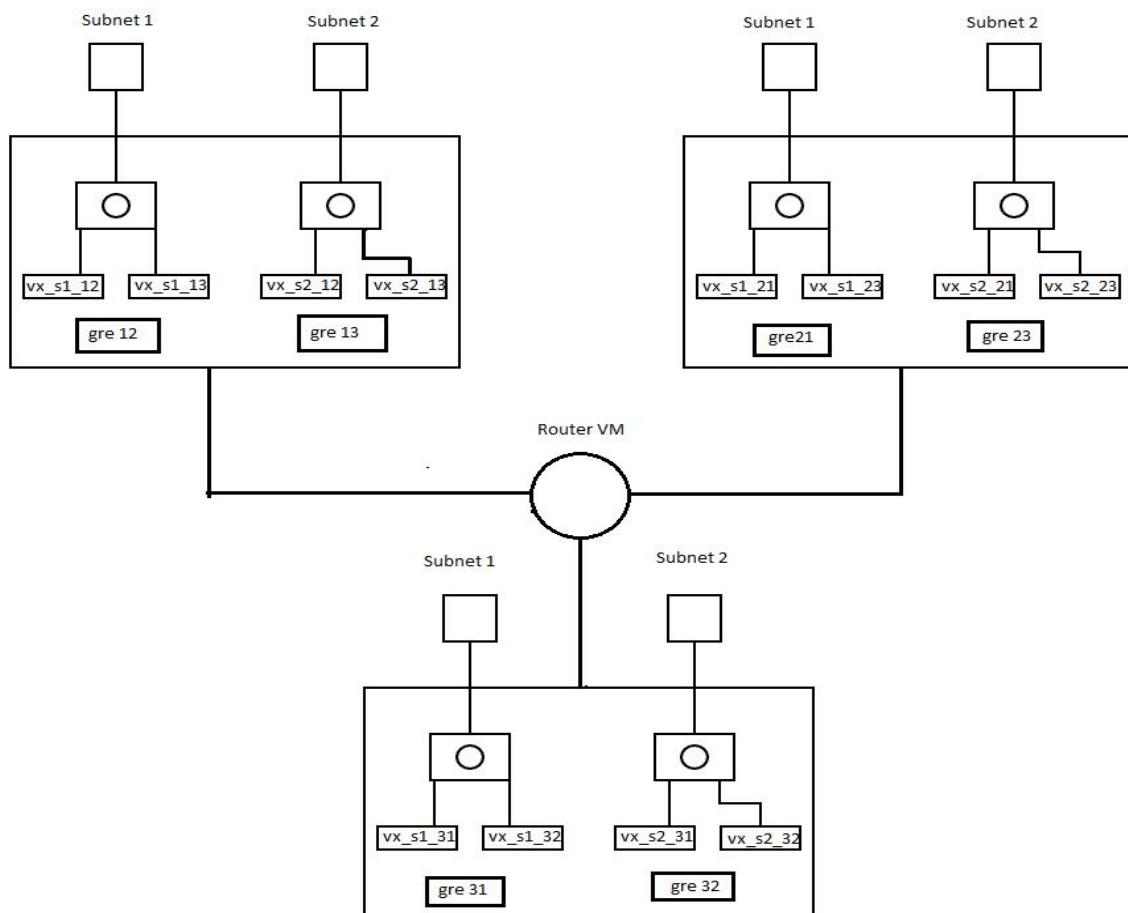 Subnet 1
Subnet 2
Subnet 1
Subnet 2
vx_s1_12
vx_s1_13
vx_s2_12
vx_s2_13
vx_s1_21
vx_s1_23
vx_s2_21
vx_s2_23
gre 12
gre 13
gre21
gre 23
Router VM
Subnet 1
Subnet 2
vx_s1_31
vx_s1_32
vx_s2_31
vx_s2_32
gre 31
gre 32